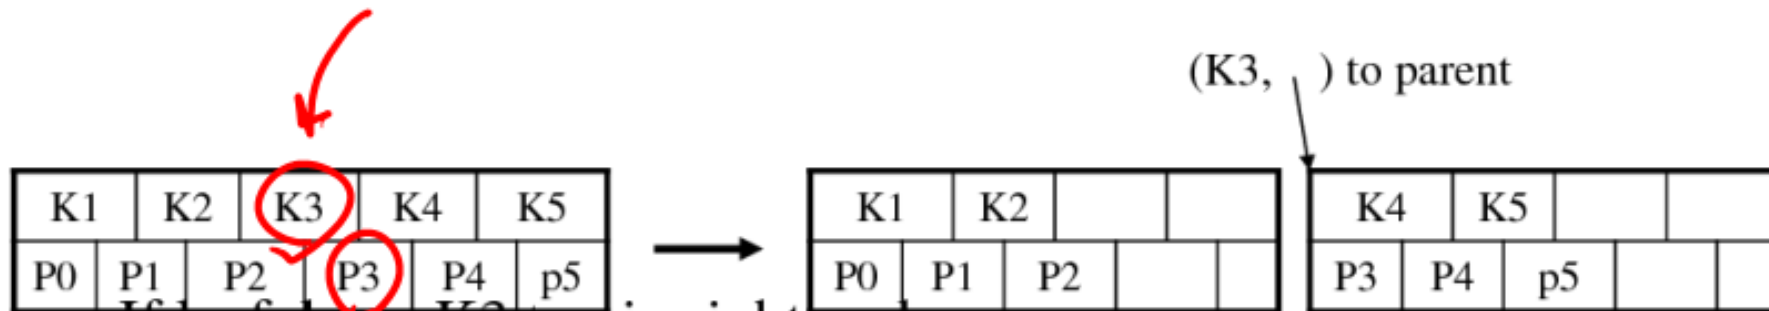 (K3, ) to parent
K1 K2 K3 K4 K5
P0 P1 P2 P3 P4 p5
K1 K2
P0 P1 P2
K4 K5
P3 P4 p5